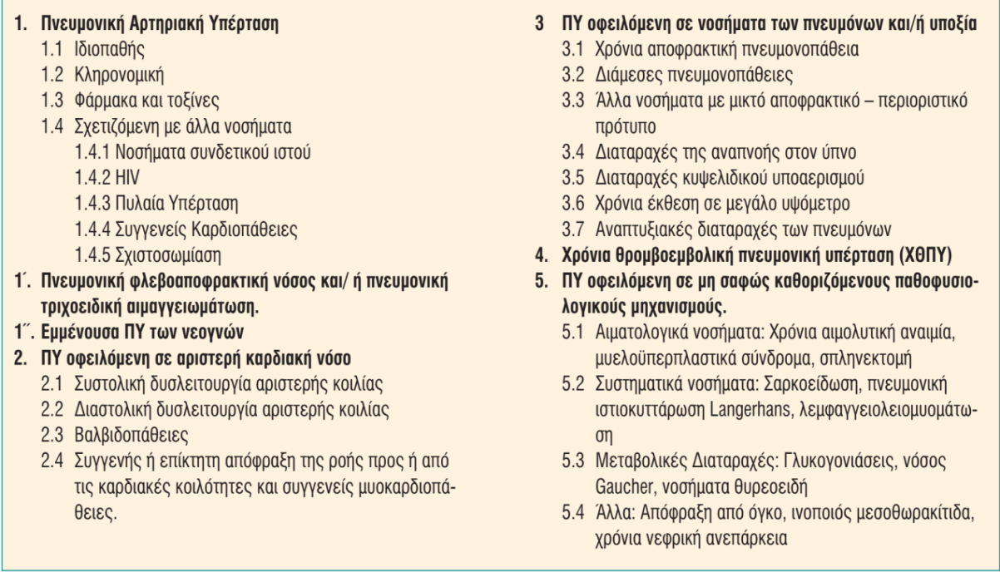 1. Πνευμονική Αρτηριακή Υπέρταση
1.1 Ιδιοπαθής
1.2 Κληρονομική
1.3 Φάρμακα και τοξίνες
1.4 Σχετιζόμενη με άλλα νοσήματα
1.4.1 Νοσήματα συνδετικού ιστού
1.4.2 HIV
1.4.3 Πυλαία Υπέρταση
1.4.4 Συγγενείς Καρδιοπάθειες
1.4.5 Σχιστοσωμίαση
1΄. Πνευμονική φλεβοαποφρακτική νόσος και/ ή πνευμονική
τριχοειδική αιμαγγειωμάτωση.
1΄΄. Εμμένουσα ΠΥ των νεογνών
2. ΠΥ οφειλόμενη σε αριστερή καρδιακή νόσο
2.1 Συστολική δυσλειτουργία αριστερής κοιλίας
2.2 Διαστολική δυσλειτουργία αριστερής κοιλίας
2.3 Βαλβιδοπάθειες
2.4 Συγγενής ή επίκτητη απόφραξη της ροής προς ή από
τις καρδιακές κοιλότητες και συγγενείς μυοκαρδιοπά-
θειες.
3 ΠΥ οφειλόμενη σε νοσήματα των πνευμόνων και/ή υποξία
3.1 Χρόνια αποφρακτική πνευμονοπάθεια
3.2 Διάμεσες πνευμονοπάθειες
3.3 Άλλα νοσήματα με μικτό αποφρακτικό – περιοριστικό
πρότυπο
3.4 Διαταραχές της αναπνοής στον ύπνο
3.5 Διαταραχές κυψελιδικού υποαερισμού
3.6 Χρόνια έκθεση σε μεγάλο υψόμετρο
3.7 Αναπτυξιακές διαταραχές των πνευμόνων
4. Χρόνια θρομβοεμβολική πνευμονική υπέρταση (ΧΘΠΥ)
5. ΠΥ οφειλόμενη σε μη σαφώς καθοριζόμενους παθοφυσιο-
λογικούς μηχανισμούς.
5.1 Αιματολογικά νοσήματα: Χρόνια αιμολυτική αναιμία,
μυελοϋπερπλαστικά σύνδρομα, σπληνεκτομή
5.2 Συστηματικά νοσήματα: Σαρκοείδωση, πνευμονική
ιστιοκυττάρωση Langerhans, λεμφαγγειολειομυομάτω-
ση
5.3 Μεταβολικές Διαταραχές: Γλυκογονιάσεις, νόσος
Gaucher, νοσήματα θυρεοειδή
5.4 Άλλα: Απόφραξη από όγκο, ινοποιός μεσοθωρακίτιδα,
χρόνια νεφρική ανεπάρκεια